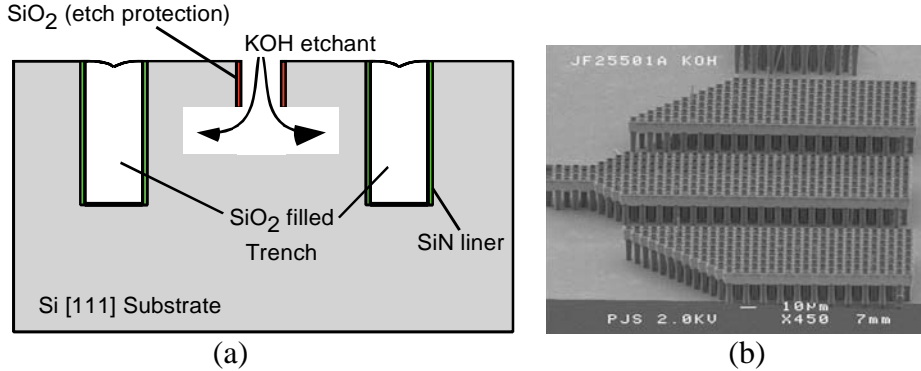 SiO2 (etch protection)
KOH etchant
SiO2 filled
Trench
SiN liner
Si [111] Substrate
(a)
JF25501A KOH
10µm
PJS 2.0KV X450 7mm
(b)